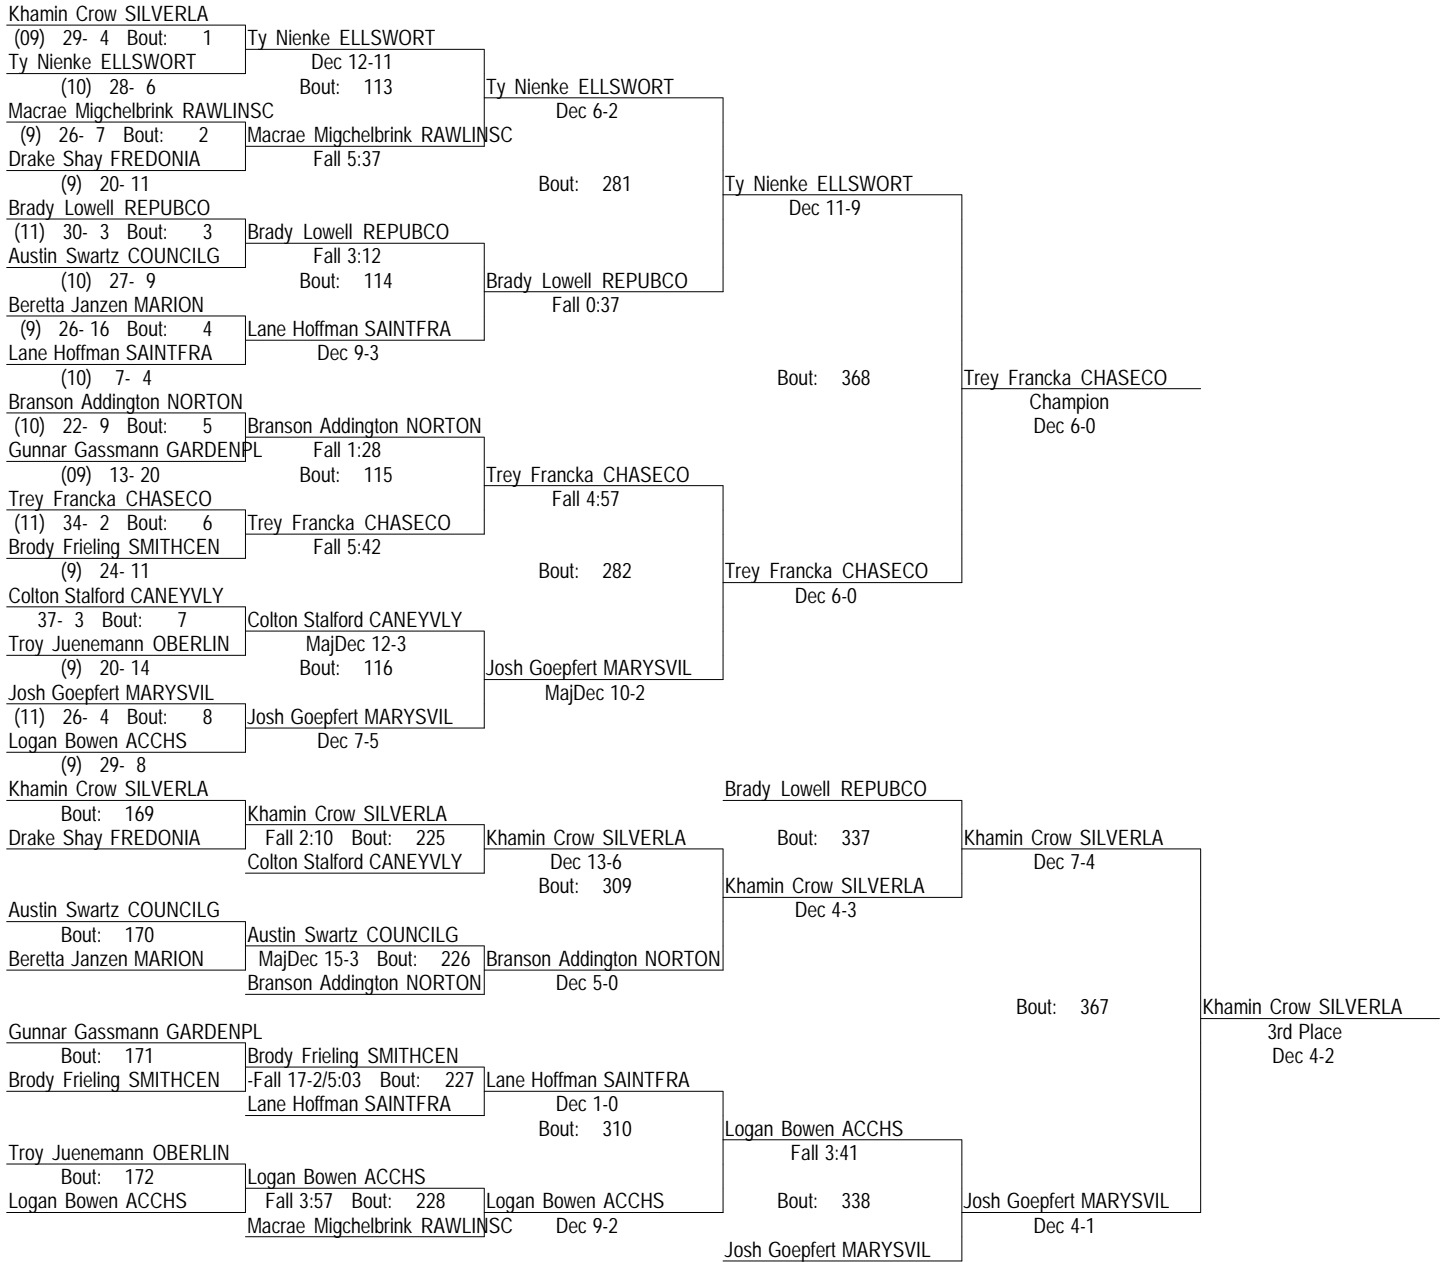 Khamin Crow SILVERLA
(09) 29- 4 Bout: 1 Ty Nienke ELLSWORT
Ty Nienke ELLSWORT Dec 12-11
(10) 28- 6 Bout: 113 Ty Nienke ELLSWORT
Macrae Migchelbrink RAWLINSC Dec 6-2
(9) 26- 7 Bout: 2 Macrae Migchelbrink RAWLINSC
Drake Shay FREDONIA Fall 5:37
(9) 20- 11 Bout: 281 Ty Nienke ELLSWORT
Brady Lowell REPUBCO Dec 11-9
(11) 30- 3 Bout: 3 Brady Lowell REPUBCO
Austin Swartz COUNCILG Fall 3:12
(10) 27- 9 Bout: 114 Brady Lowell REPUBCO
Beretta Janzen MARION Fall 0:37
(9) 26- 16 Bout: 4 Lane Hoffman SAINTFRA
Lane Hoffman SAINTFRA Dec 9-3
(10) 7- 4 Bout: 368 Trey Francka CHASECO
Branson Addington NORTON Champion
(10) 22- 9 Bout: 5 Branson Addington NORTON Dec 6-0
Gunnar Gassmann GARDENPL Fall 1:28
(09) 13- 20 Bout: 115 Trey Francka CHASECO
Trey Francka CHASECO Fall 4:57
(11) 34- 2 Bout: 6 Trey Francka CHASECO
Brody Frieling SMITHCEN Fall 5:42
(9) 24- 11 Bout: 282 Trey Francka CHASECO
Colton Stalford CANEYVLY Dec 6-0
37- 3 Bout: 7 Colton Stalford CANEYVLY
Troy Juenemann OBERLIN MajDec 12-3
(9) 20- 14 Bout: 116 Josh Goepfert MARYSVIL
Josh Goepfert MARYSVIL MajDec 10-2
(11) 26- 4 Bout: 8 Josh Goepfert MARYSVIL
Logan Bowen ACCHS Dec 7-5
(9) 29- 8
Khamin Crow SILVERLA Brady Lowell REPUBCO
Bout: 169 Khamin Crow SILVERLA
Drake Shay FREDONIA Fall 2:10 Bout: 225 Khamin Crow SILVERLA Bout: 337 Khamin Crow SILVERLA
Colton Stalford CANEYVLY Dec 13-6 Dec 7-4
Bout: 309 Khamin Crow SILVERLA
Austin Swartz COUNCILG Dec 4-3
Bout: 170 Austin Swartz COUNCILG
Beretta Janzen MARION MajDec 15-3 Bout: 226 Branson Addington NORTON
Branson Addington NORTON Dec 5-0
Bout: 367 Khamin Crow SILVERLA
Gunnar Gassmann GARDENPL 3rd Place
Bout: 171 Brody Frieling SMITHCEN Dec 4-2
Brody Frieling SMITHCEN -Fall 17-2/5:03 Bout: 227 Lane Hoffman SAINTFRA
Lane Hoffman SAINTFRA Dec 1-0
Bout: 310 Logan Bowen ACCHS
Troy Juenemann OBERLIN Fall 3:41
Bout: 172 Logan Bowen ACCHS
Logan Bowen ACCHS Fall 3:57 Bout: 228 Logan Bowen ACCHS Bout: 338 Josh Goepfert MARYSVIL
Macrae Migchelbrink RAWLINSC Dec 9-2 Dec 4-1
Josh Goepfert MARYSVIL